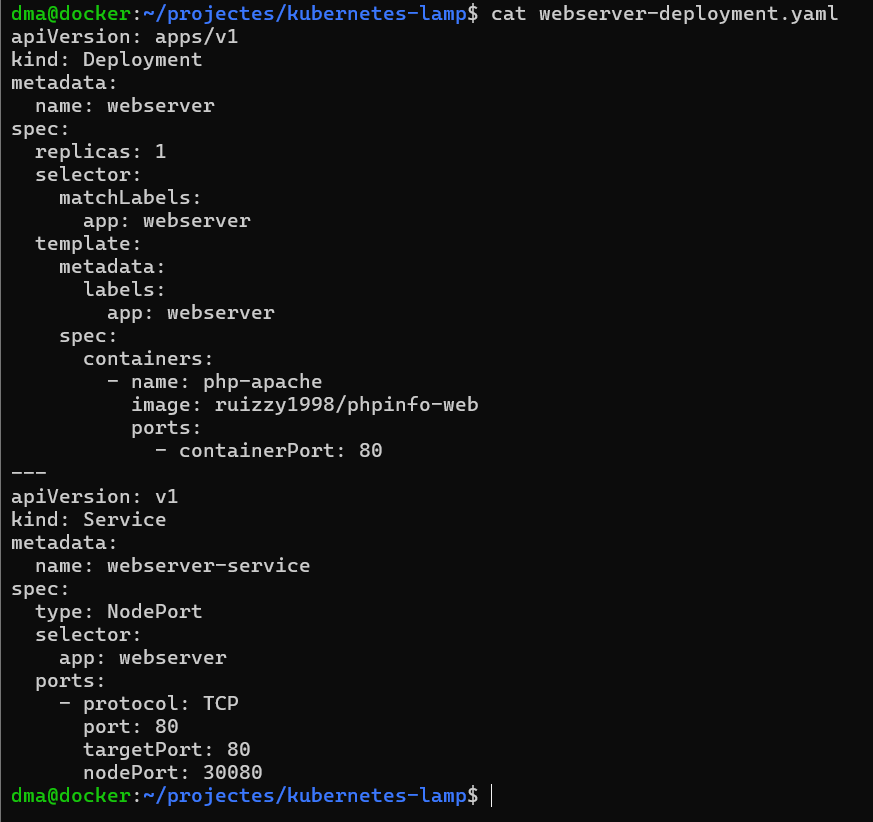 dma@docker:~/projectes/kubernetes-lamp$ cat webserver-deployment.yaml
apiVersion: apps/v1
kind: Deployment
metadata:
  name: webserver
spec:
  replicas: 1
  selector:
    matchLabels:
      app: webserver
  template:
    metadata:
      labels:
        app: webserver
    spec:
      containers:
        - name: php-apache
          image: ruizzy1998/phpinfo-web
          ports:
            - containerPort: 80
---
apiVersion: v1
kind: Service
metadata:
  name: webserver-service
spec:
  type: NodePort
  selector:
    app: webserver
  ports:
    - protocol: TCP
      port: 80
      targetPort: 80
      nodePort: 30080
dma@docker:~/projectes/kubernetes-lamp$